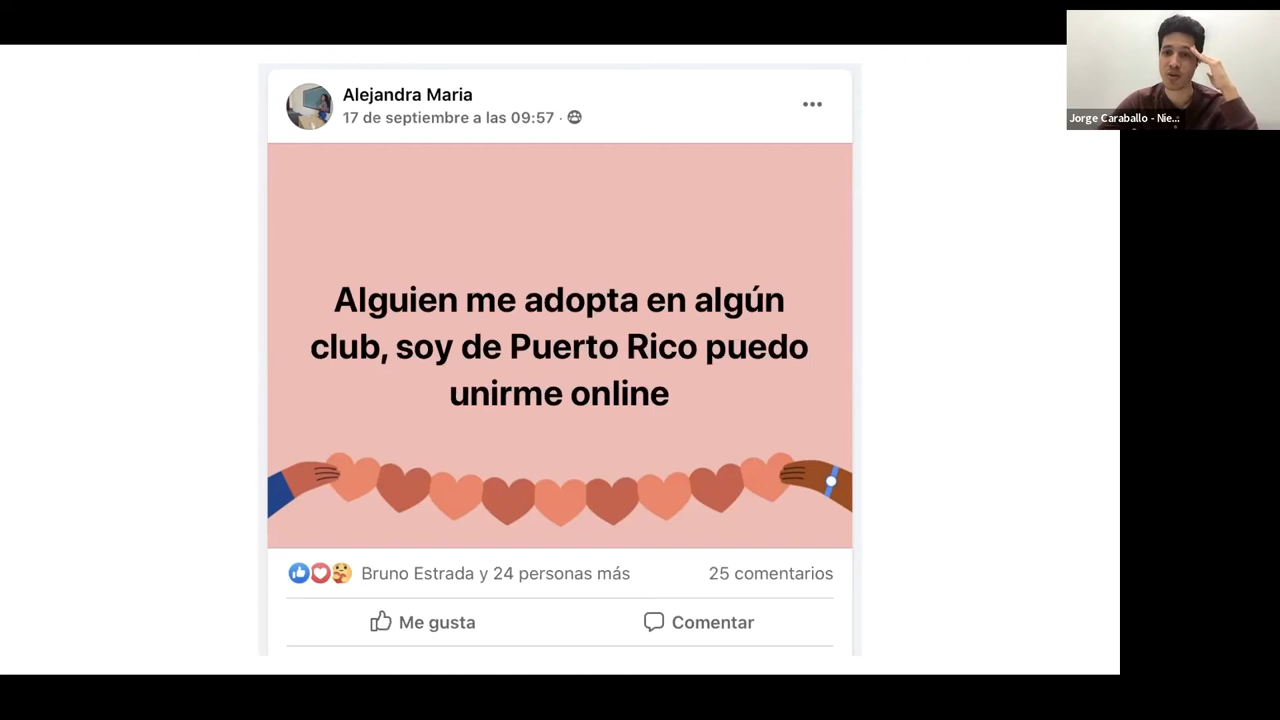 Alejandra Maria
17 de septiembre a las 09:57 ·
Alguien me adopta en algún
club, soy de Puerto Rico puedo
unirme online
Bruno Estrada y 24 personas más
25 comentarios
Me gusta
Comentar
Jorge Caraballo - Nie...